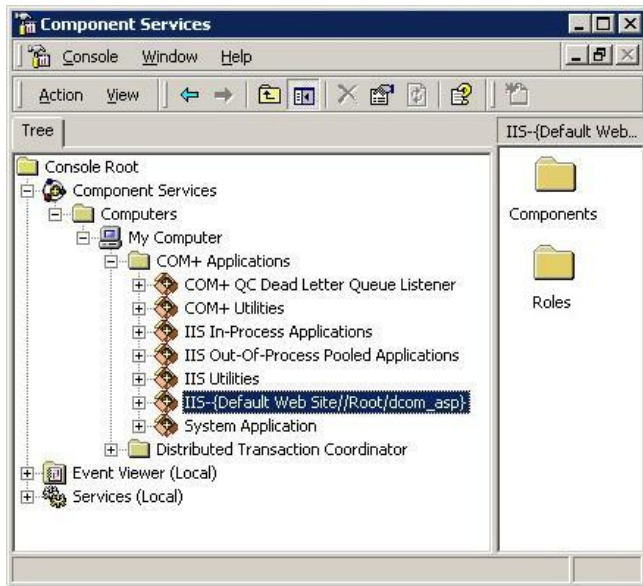 Component Services
Console Window Help
Action View
Tree
IIS-{Default Web...
Console Root
Component Services
Computers
My Computer
COM+ Applications
COM+ QC Dead Letter Queue Listener
COM+ Utilities
IIS In-Process Applications
IIS Out-Of-Process Pooled Applications
IIS Utilities
IIS-{Default Web Site//Root/dcom_asp}
System Application
Distributed Transaction Coordinator
Event Viewer (Local)
Services (Local)
Components
Roles